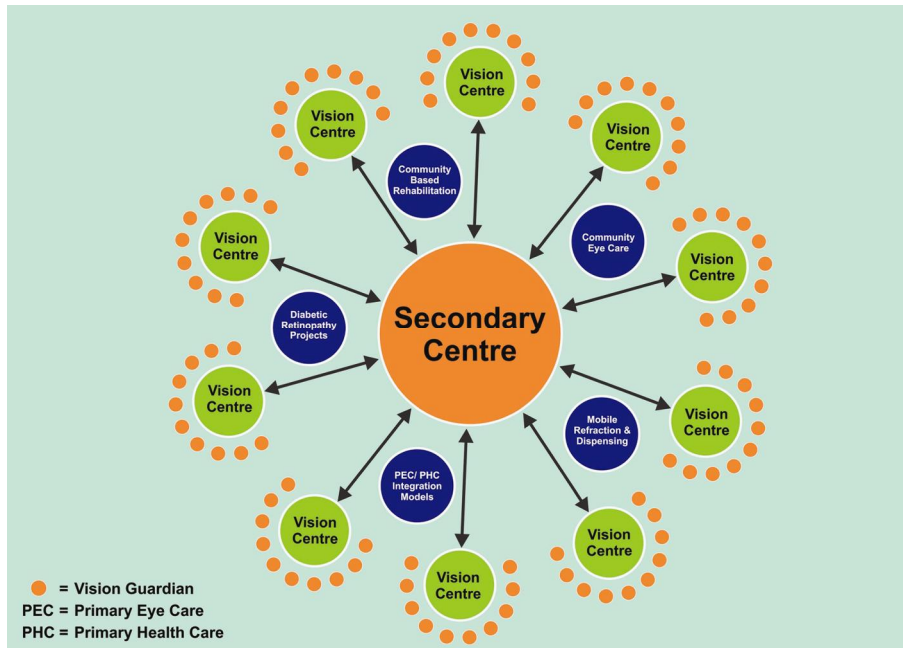 Vision
Centre
Vision
Centre
Vision
Centre
Community
Based
Rehabilitation
Community
Eye Care
Vision
Centre
Vision
Centre
Secondary
Centre
Diabetic
Retinopathy
Projects
Vision
Centre
Vision
Centre
Mobile
Refraction &
Dispensing
PEC/ PHC
Integration
Models
Vision
Centre
Vision
Centre
Vision
Centre
= Vision Guardian
PEC = Primary Eye Care
PHC = Primary Health Care